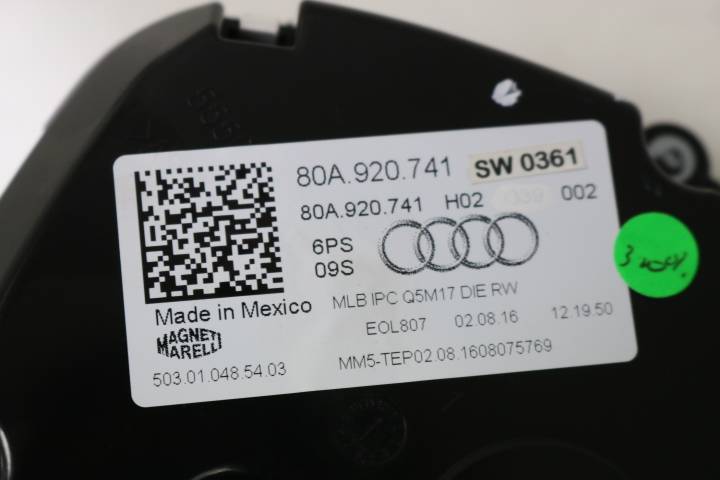 80A.920.741 SW 0361
80A.920.741 H02 002
6PS
09S
MLB IPC Q5M17 DIE RW
Made in Mexico
EOL807 02.08.16 12.19.50
MAGNETI
MARELLI
503.01.048.54.03
MM5-TEP02.08.1608075769